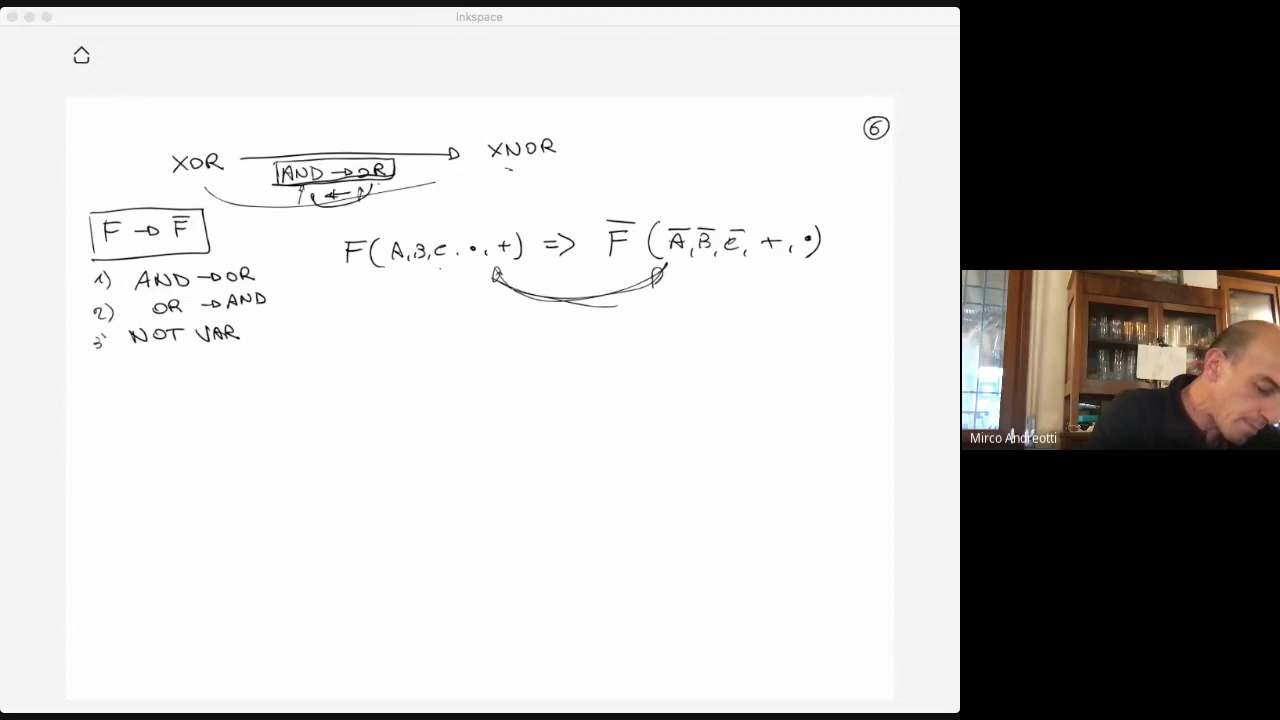 Inkspace
6
XOR XNOR
AND → OR
F → F̅
F(A,B,C,·,+) => F̅(A̅,B̅,C̅,+,·)
1) AND → OR
2) OR → AND
3) NOT VAR
Mirco Andreotti